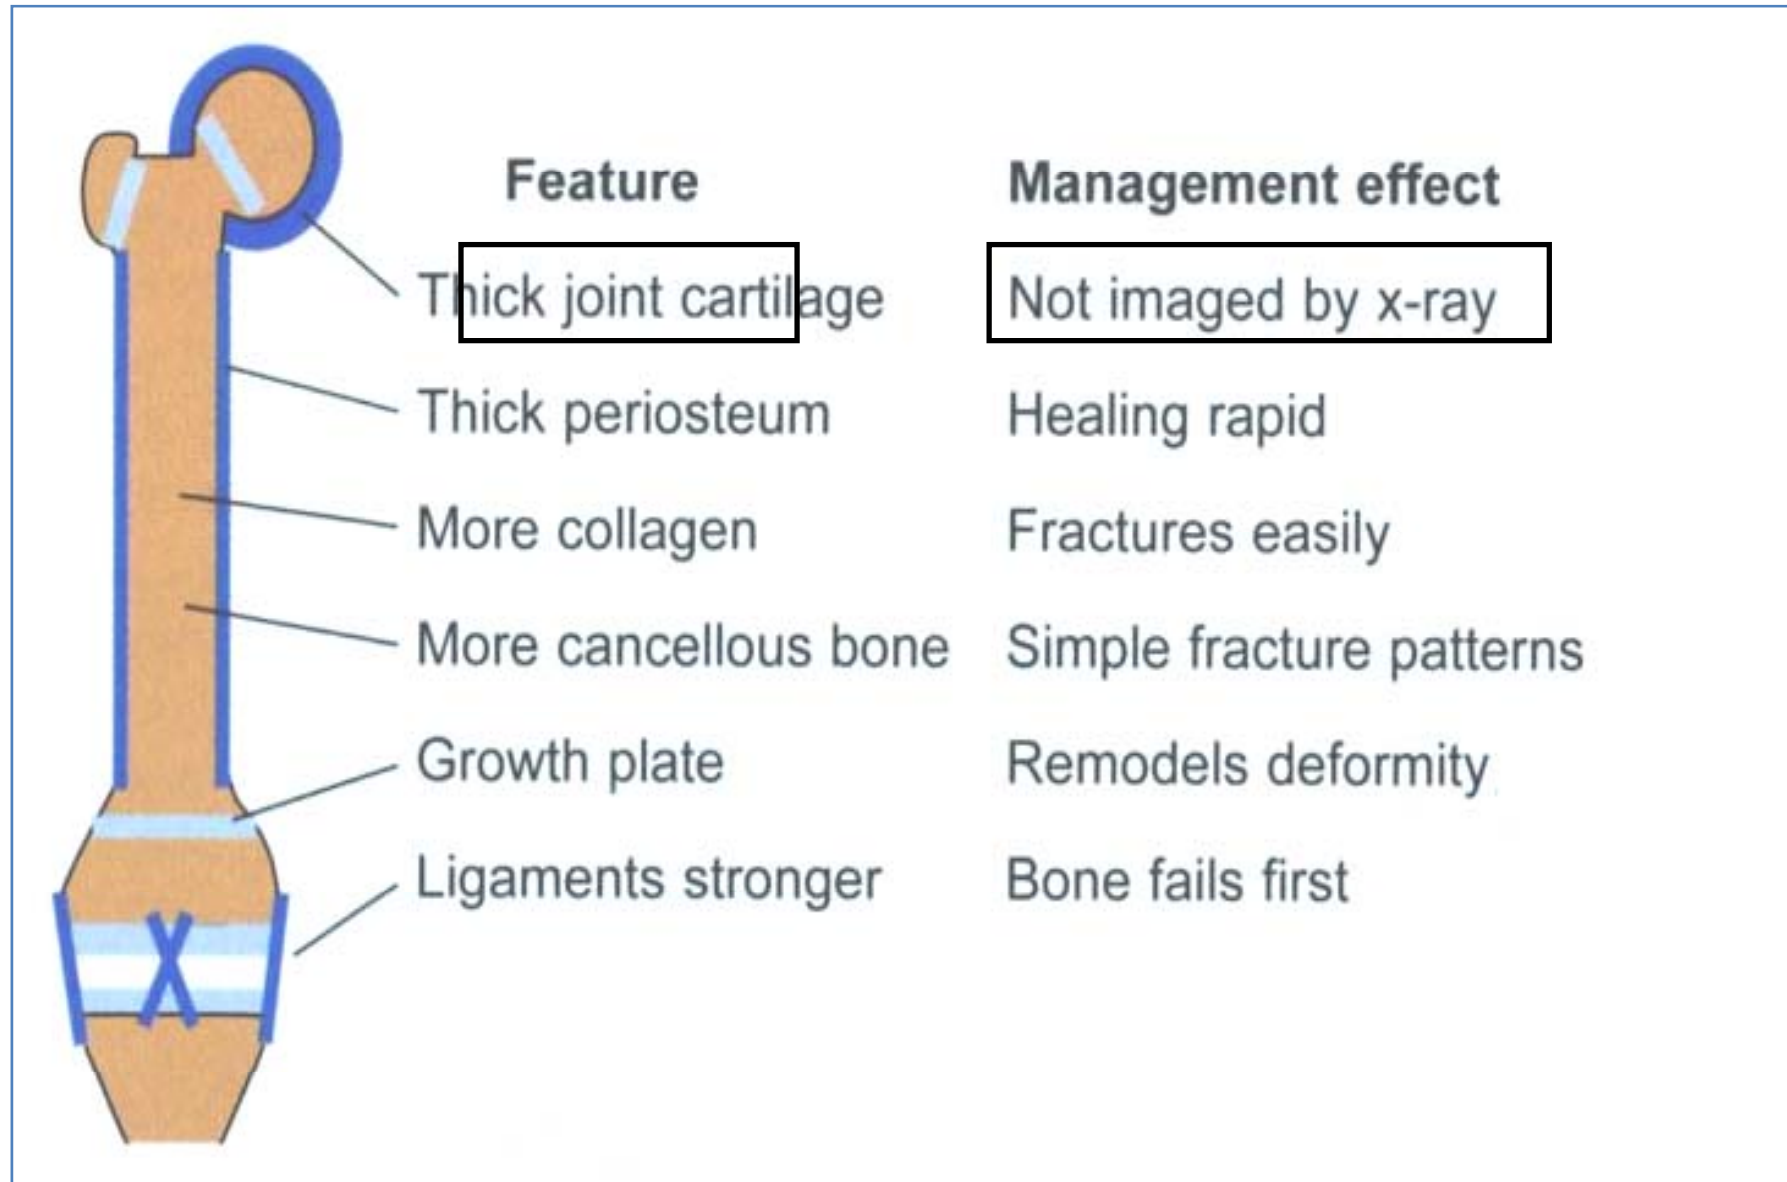 Feature Management effect
Thick joint cartilage Not imaged by x-ray
Thick periosteum Healing rapid
More collagen Fractures easily
More cancellous bone Simple fracture patterns
Growth plate Remodels deformity
Ligaments stronger Bone fails first